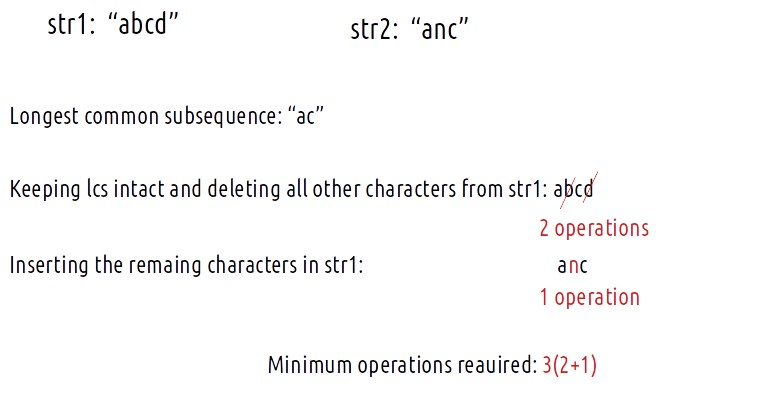 str1: “abcd” str2: “anc”
Longest common subsequence: “ac”
Keeping lcs intact and deleting all other characters from str1: abcd
2 operations
Inserting the remaing characters in str1: anc
1 operation
Minimum operations reauired: 3(2+1)